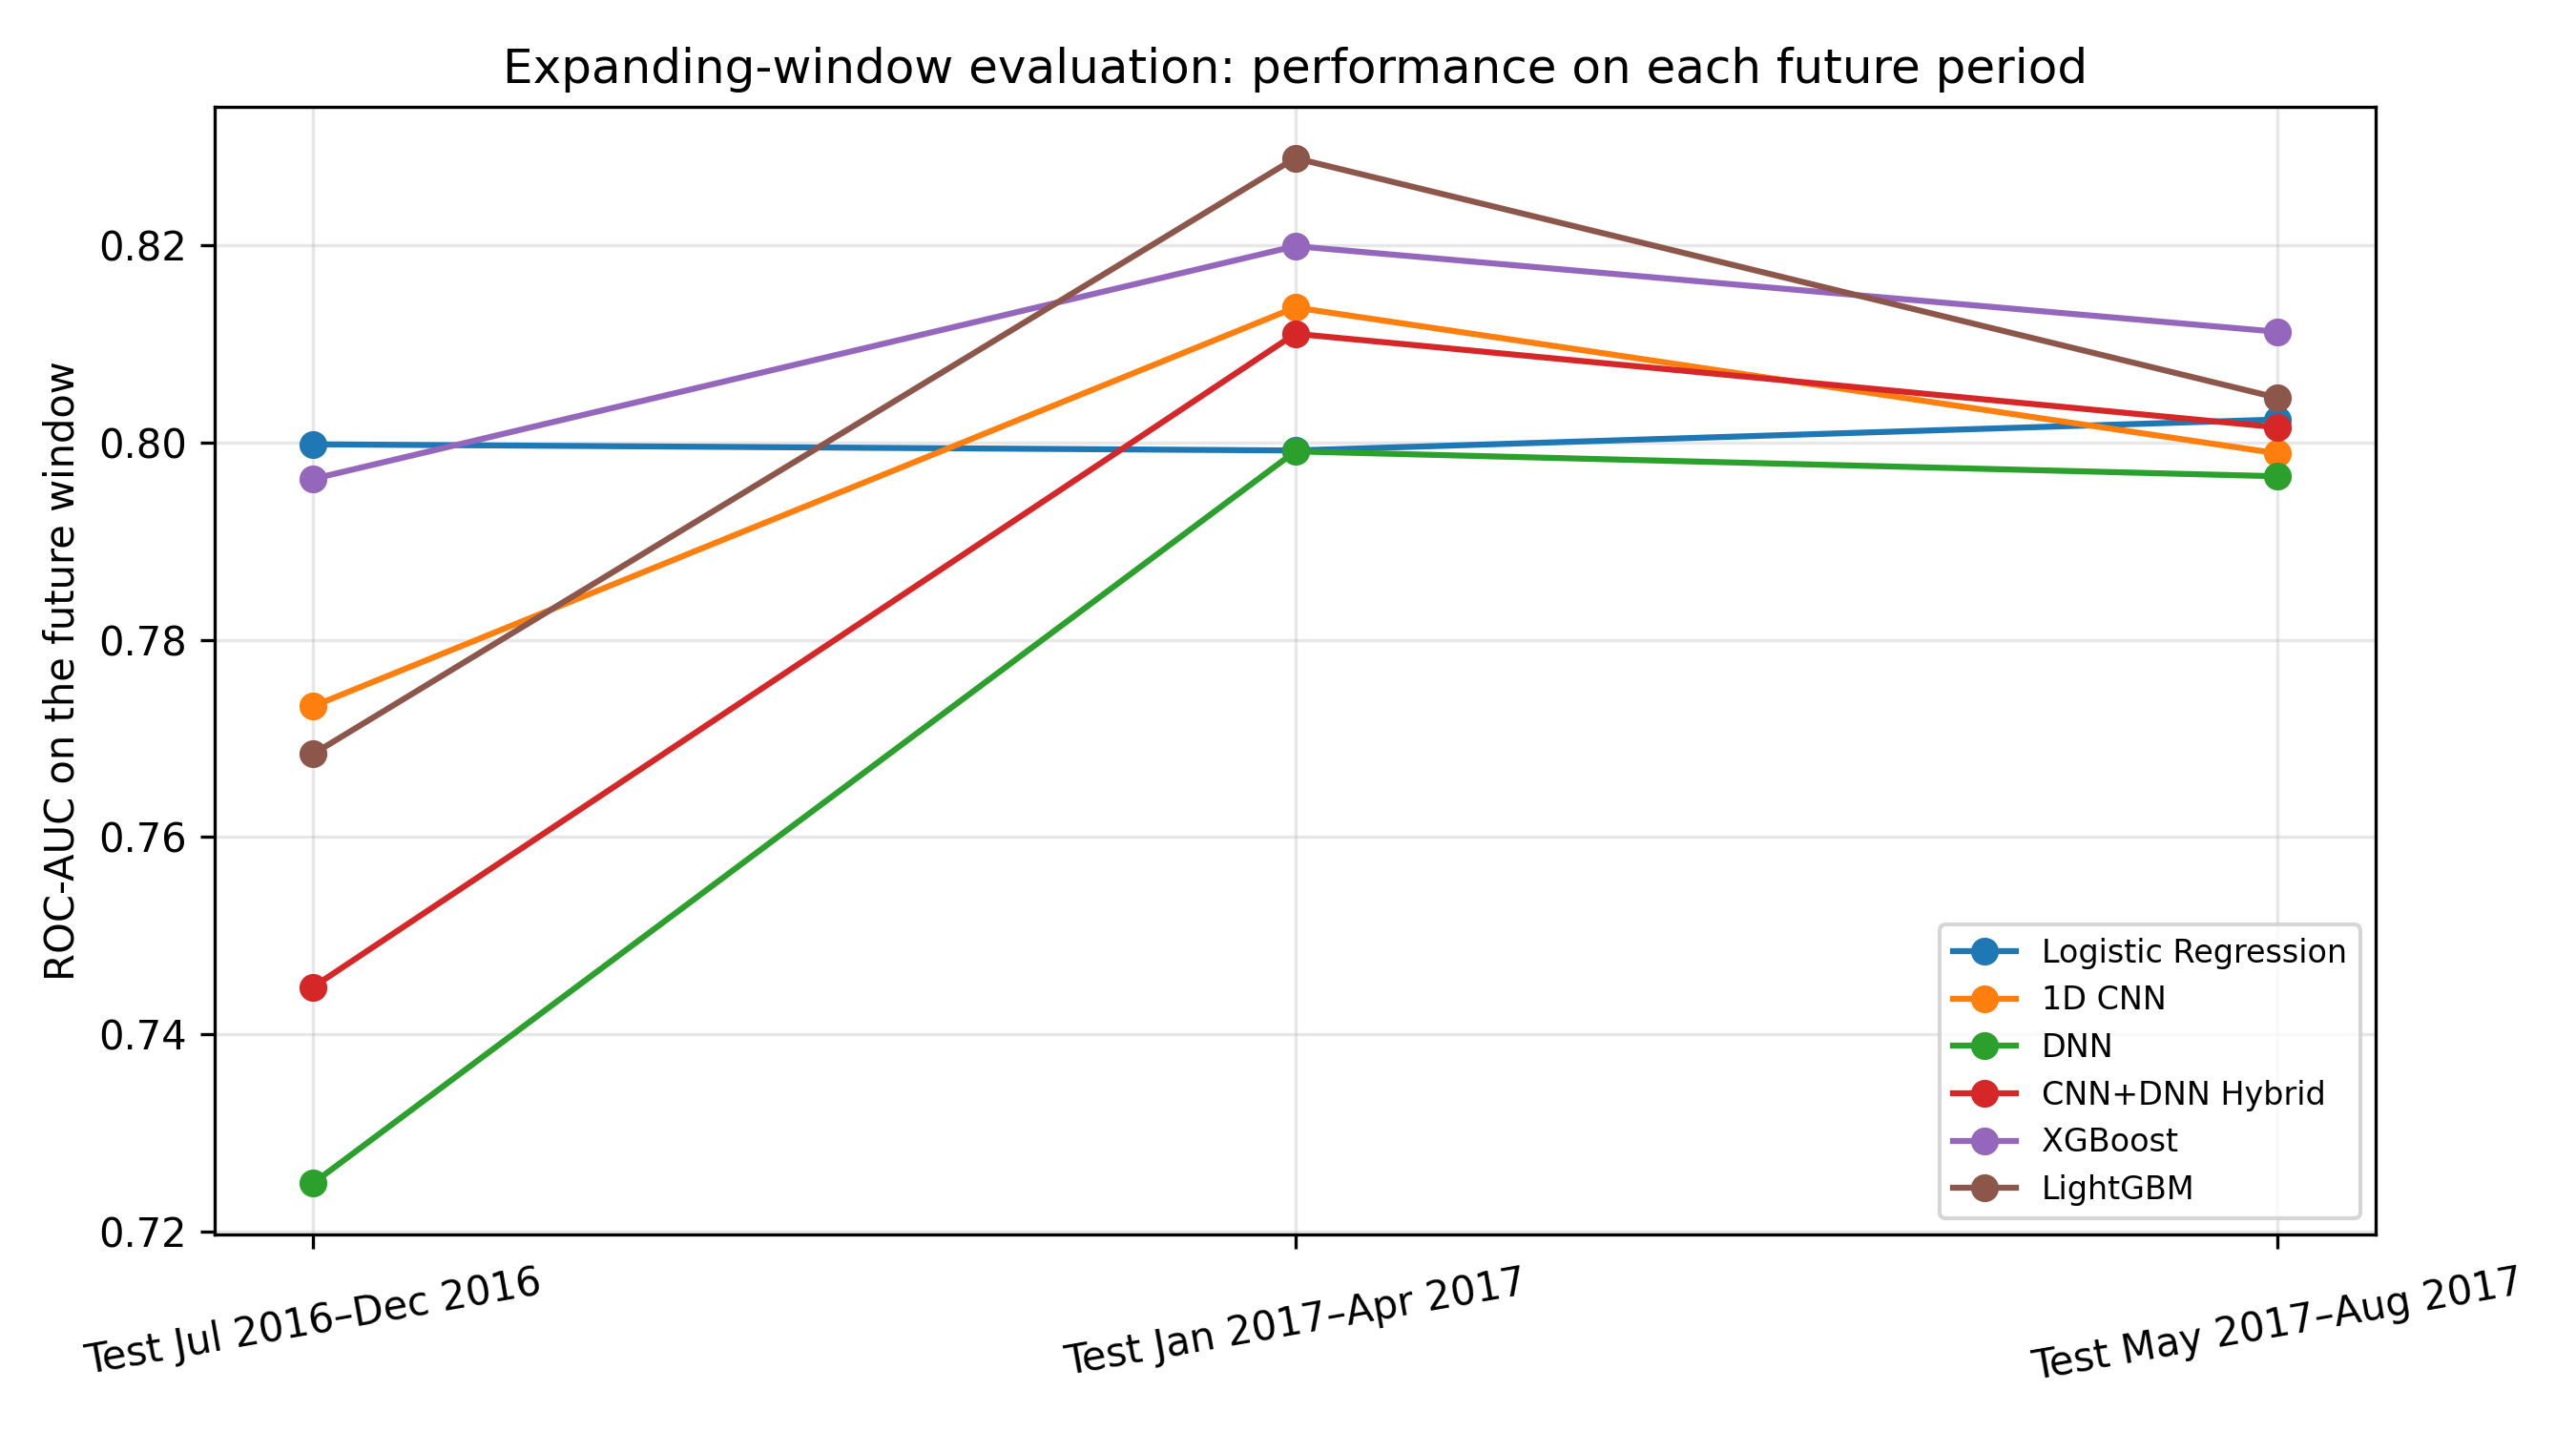 Expanding-window evaluation: performance on each future period
ROC-AUC on the future window
0.82
0.80
0.78
0.76
0.74
0.72
Test Jul 2016–Dec 2016
Test Jan 2017–Apr 2017
Test May 2017–Aug 2017
Logistic Regression
1D CNN
DNN
CNN+DNN Hybrid
XGBoost
LightGBM